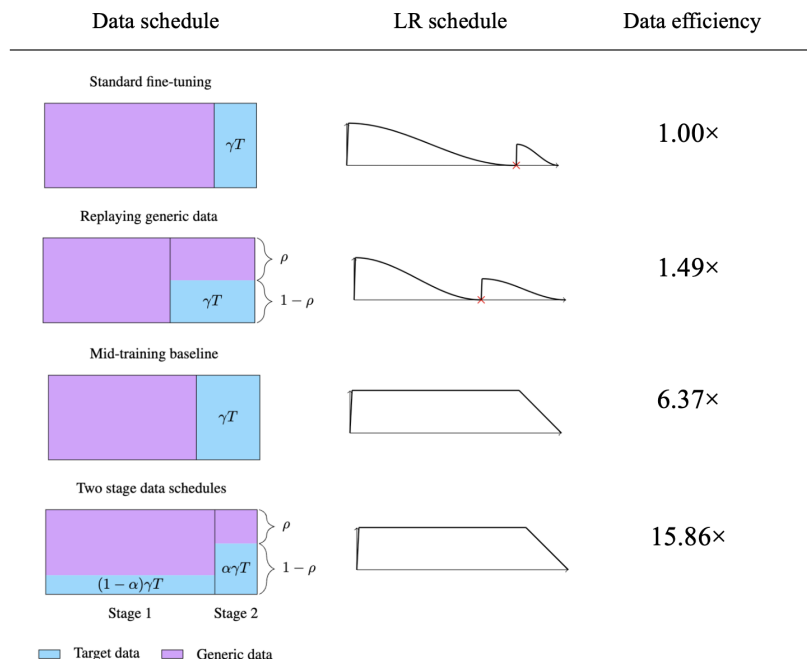 Data schedule LR schedule Data efficiency
Standard fine-tuning
γT
1.00×
Replaying generic data
ρ
γT
1 − ρ
1.49×
Mid-training baseline
γT
6.37×
Two stage data schedules
ρ
αγT
1 − ρ
(1 − α)γT
15.86×
Stage 1 Stage 2
Target data Generic data